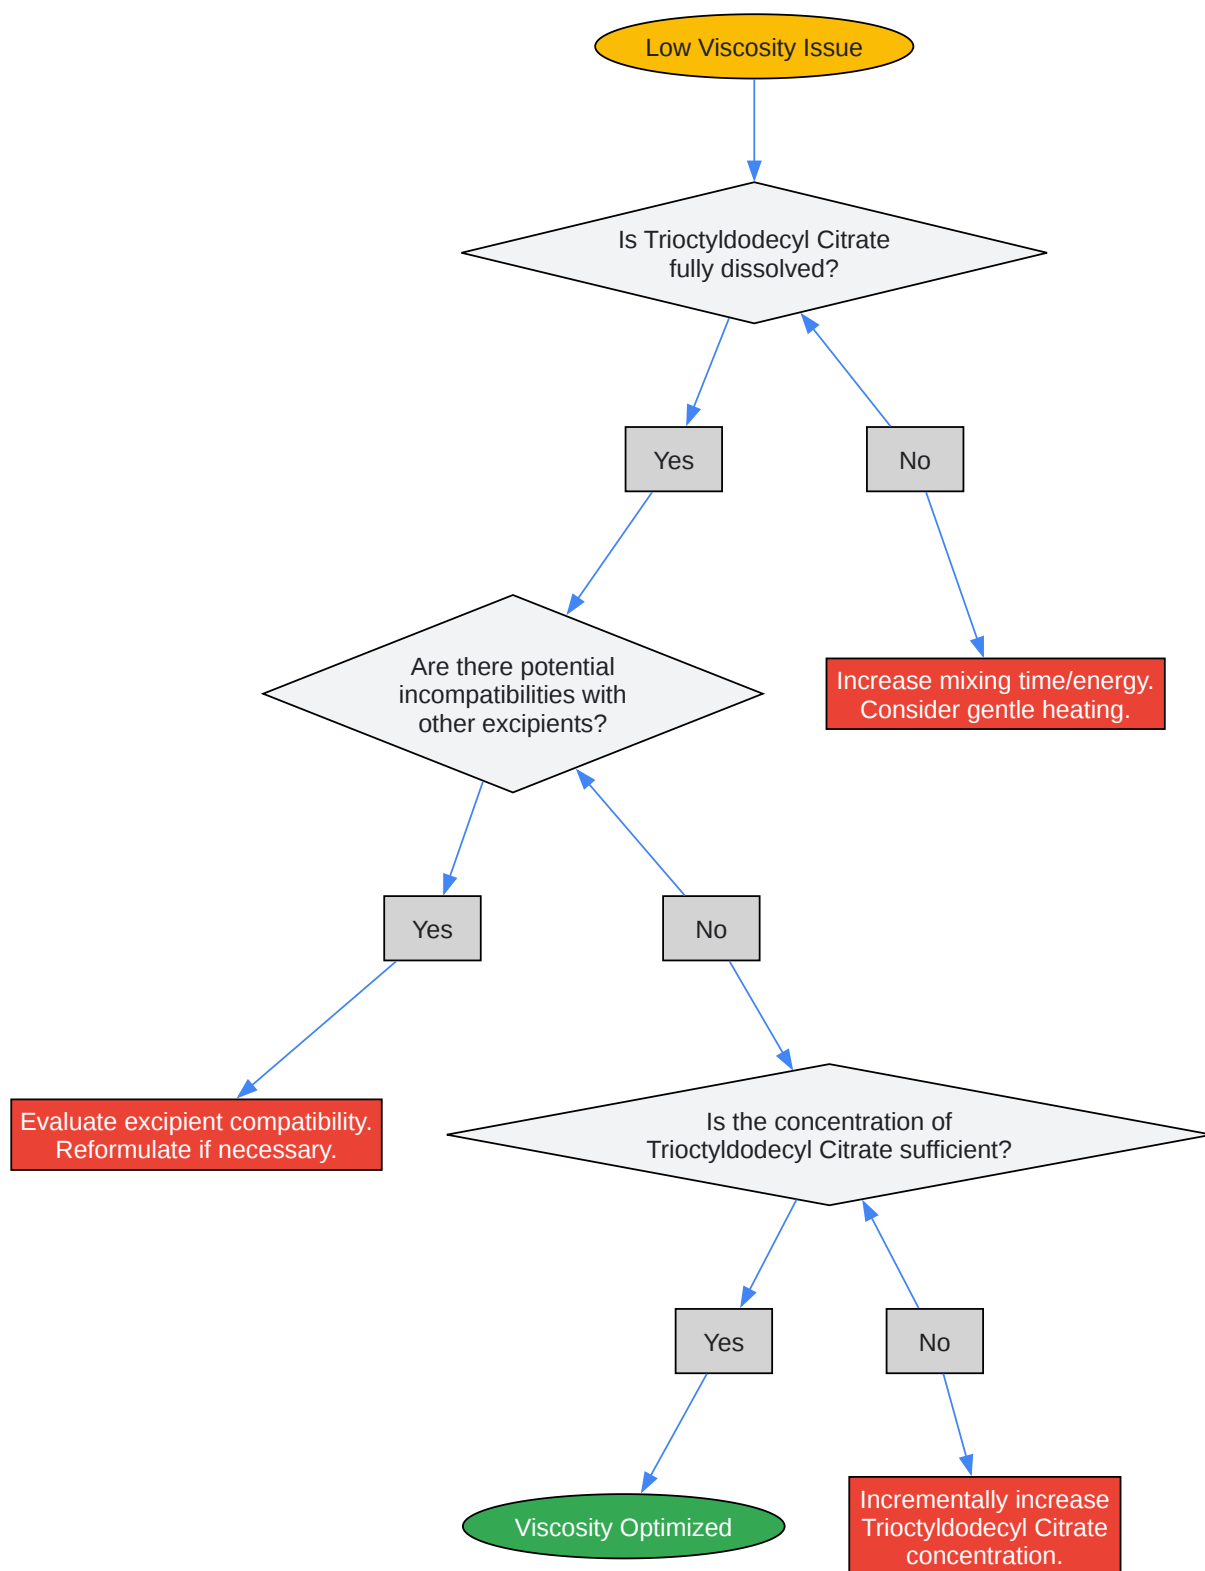 Low Viscosity Issue
Is Trioctyldodecyl Citrate
fully dissolved?
Yes
No
Are there potential
incompatibilities with
other excipients?
Increase mixing time/energy.
Consider gentle heating.
Yes
No
Evaluate excipient compatibility.
Reformulate if necessary.
Is the concentration of
Trioctyldodecyl Citrate sufficient?
Yes
No
Viscosity Optimized
Incrementally increase
Trioctyldodecyl Citrate
concentration.